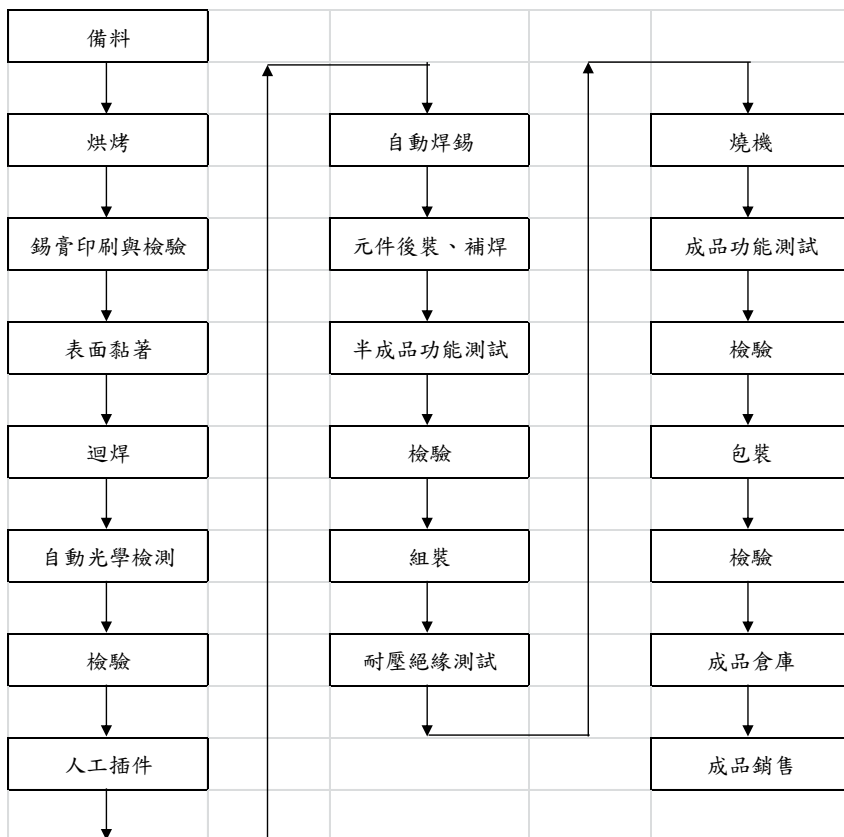 備料
烘烤
錫膏印刷與檢驗
表面黏著
迴焊
自動光學檢測
檢驗
人工插件
自動焊錫
元件後裝、補焊
半成品功能測試
檢驗
組裝
耐壓絕緣測試
燒機
成品功能測試
檢驗
包裝
檢驗
成品倉庫
成品銷售